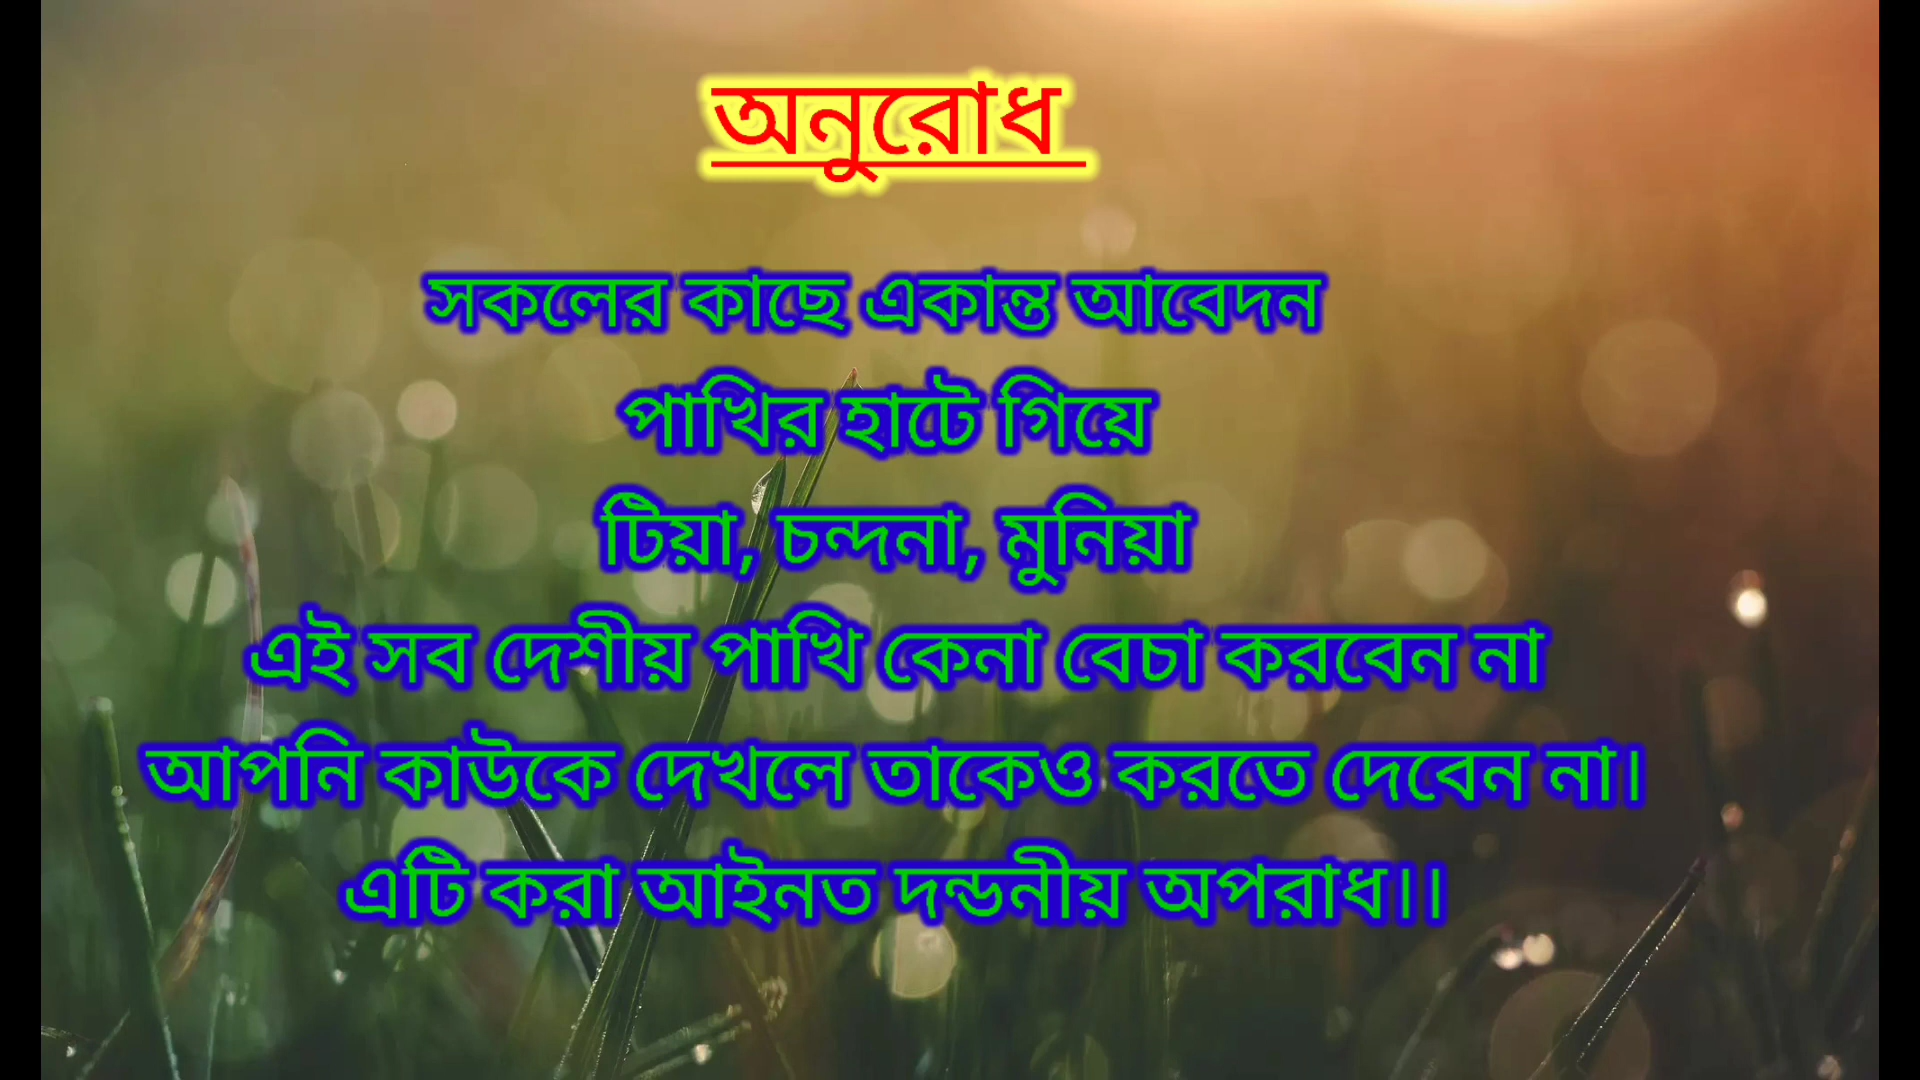 অনুরোধ
সকলের কাছে একান্ত আবেদন
পাখির হাটে গিয়ে
টিয়া, চন্দনা, মুনিয়া
এই সব দেশীয় পাখি কেনা বেচা করবেন না
আপনি কাউকে দেখলে তাকেও করতে দেবেন না।
এটি করা আইনত দন্ডনীয় অপরাধ।।